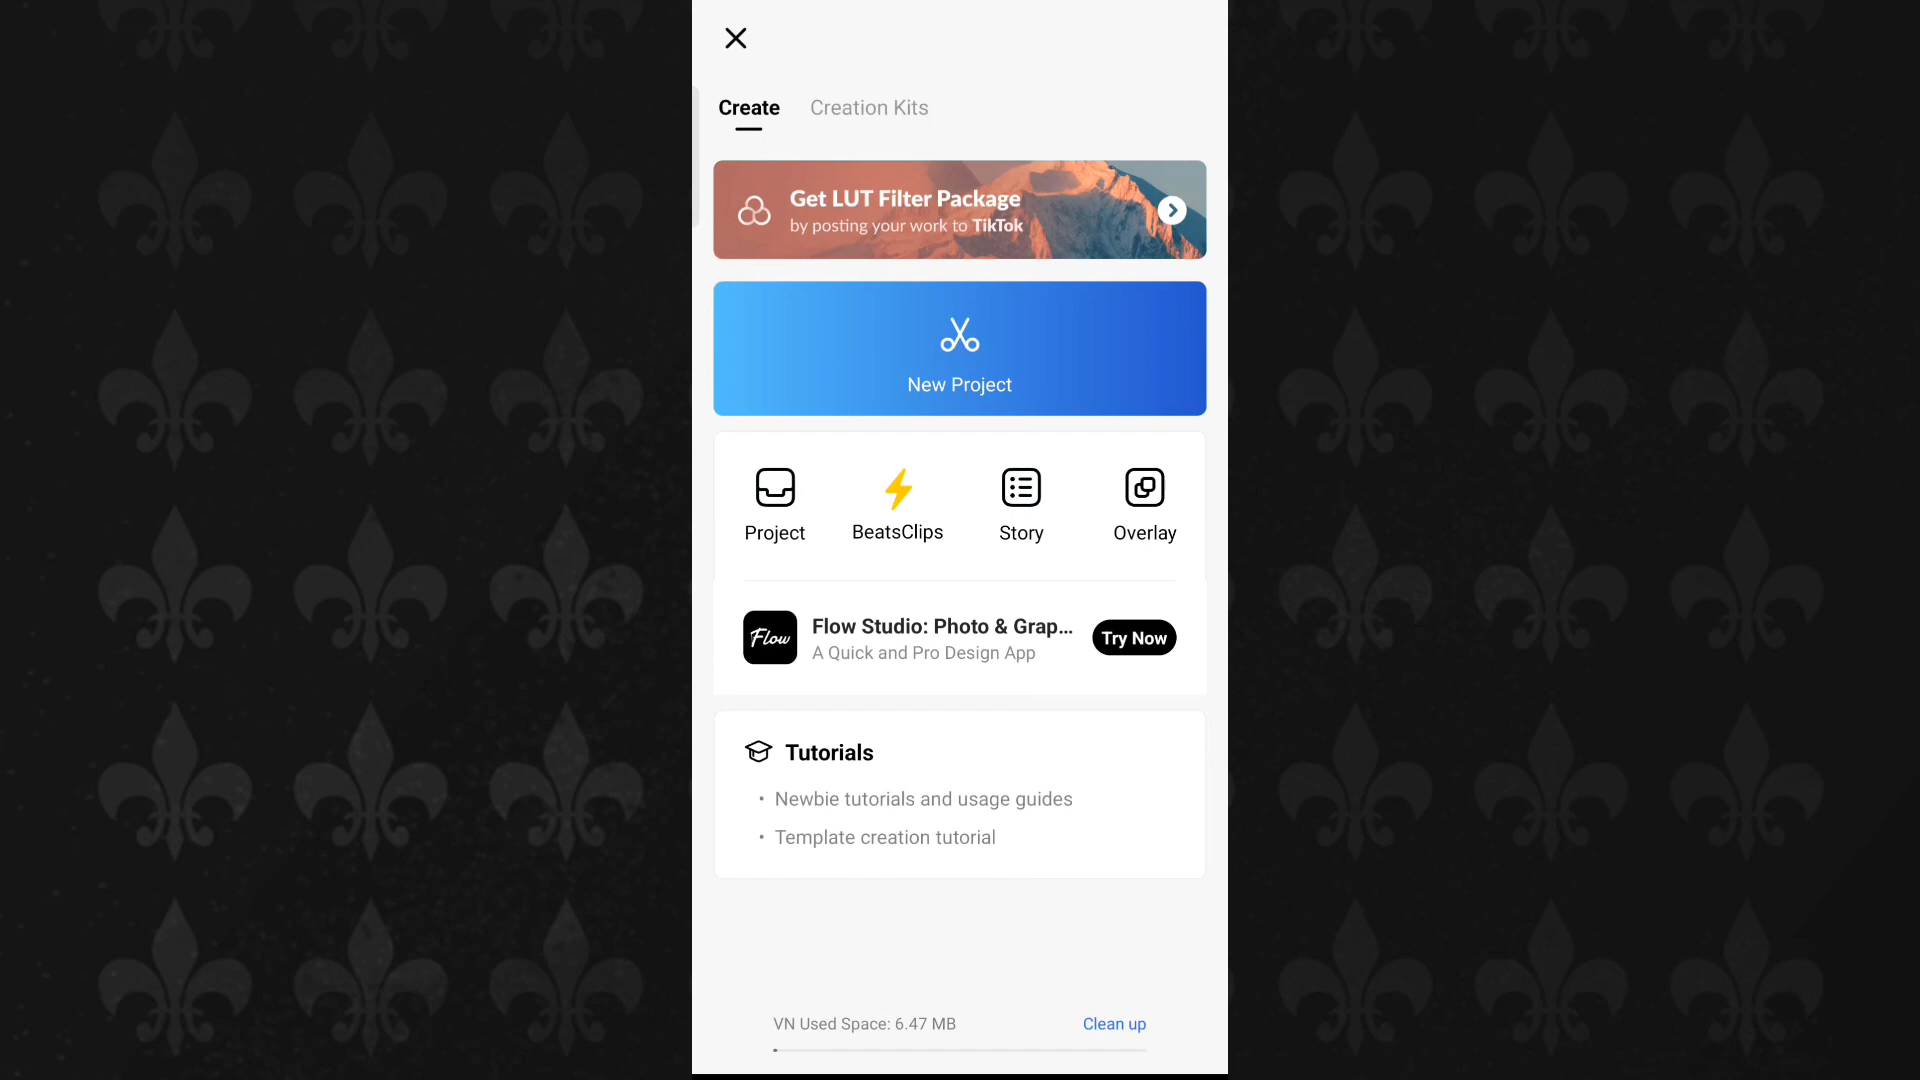 Create
Creation Kits
Get LUT Filter Package
by posting your work to TikTok
New Project
Project
BeatsClips
Story
Overlay
Flow
Flow Studio: Photo & Grap...
A Quick and Pro Design App
Try Now
Tutorials
• Newbie tutorials and usage guides
• Template creation tutorial
VN Used Space: 6.47 MB
Clean up